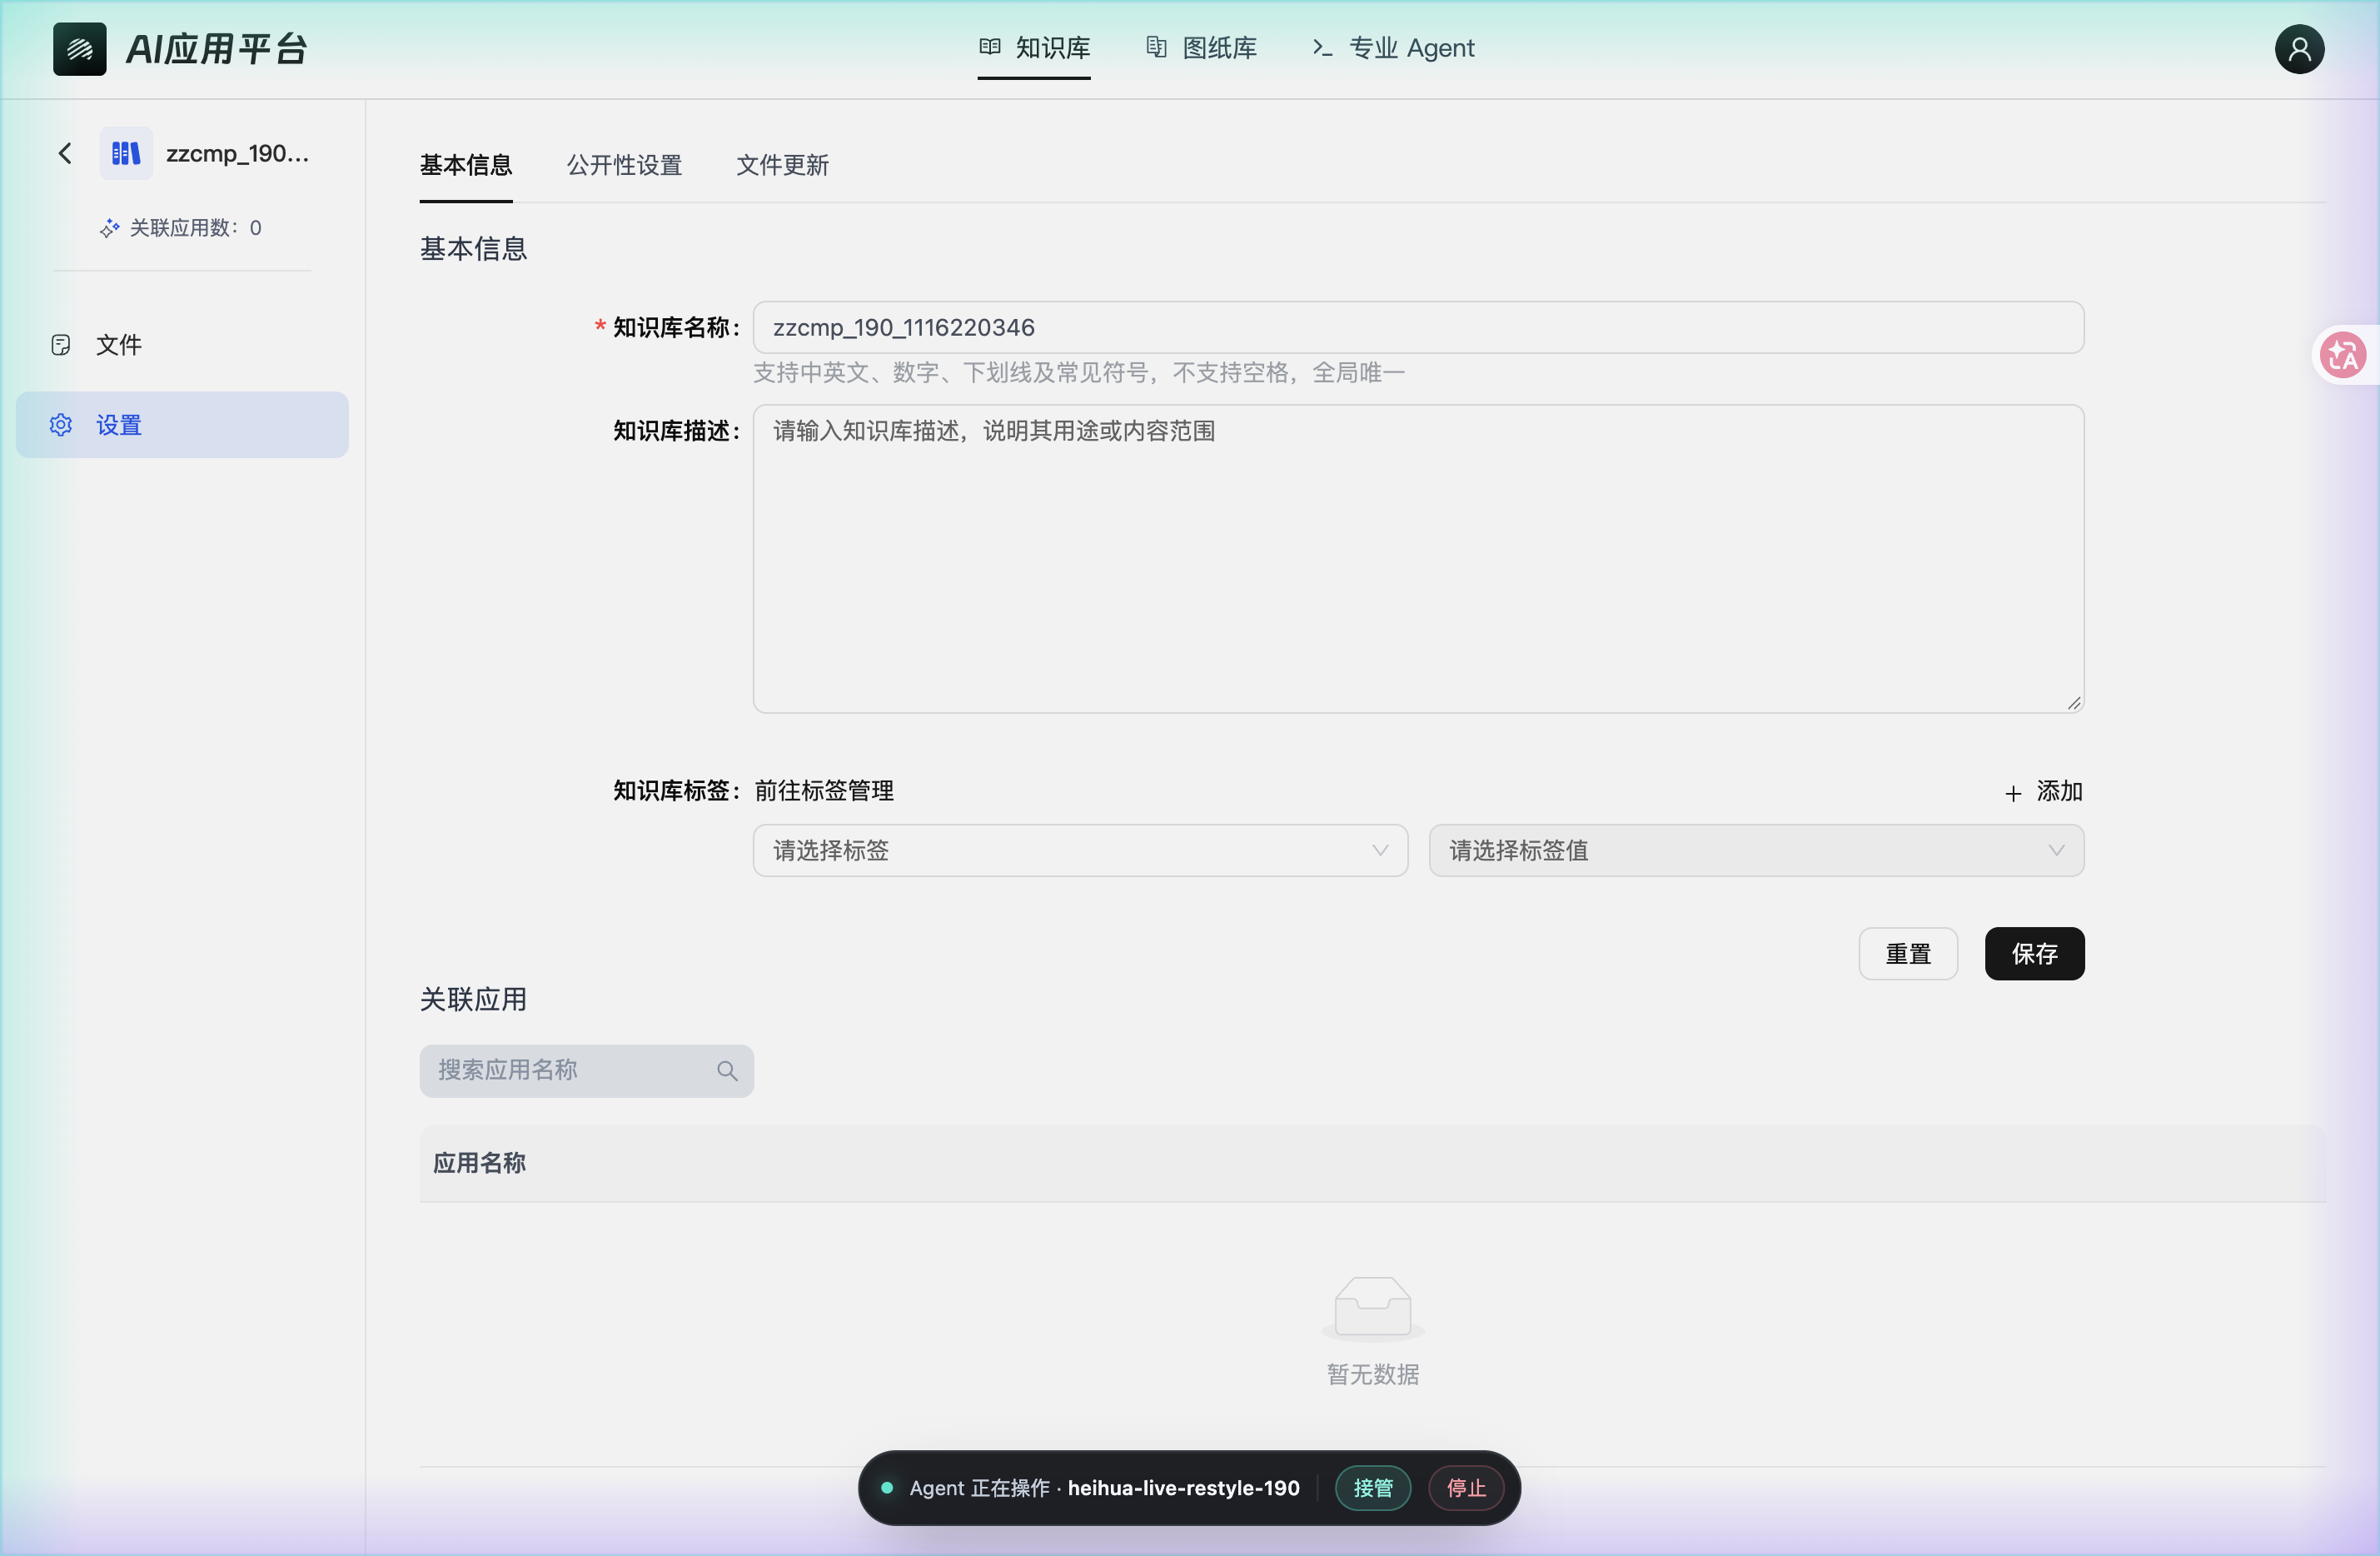 AI应用平台
知识库
图纸库
专业 Agent
zzcmp_190...
关联应用数：0
文件
设置
基本信息
公开性设置
文件更新
基本信息
* 知识库名称：
zzcmp_190_1116220346
支持中英文、数字、下划线及常见符号，不支持空格，全局唯一
知识库描述：
请输入知识库描述，说明其用途或内容范围
知识库标签：
前往标签管理
添加
请选择标签
请选择标签值
重置
保存
关联应用
搜索应用名称
应用名称
暂无数据
Agent 正在操作 · heihua-live-restyle-190
接管
停止